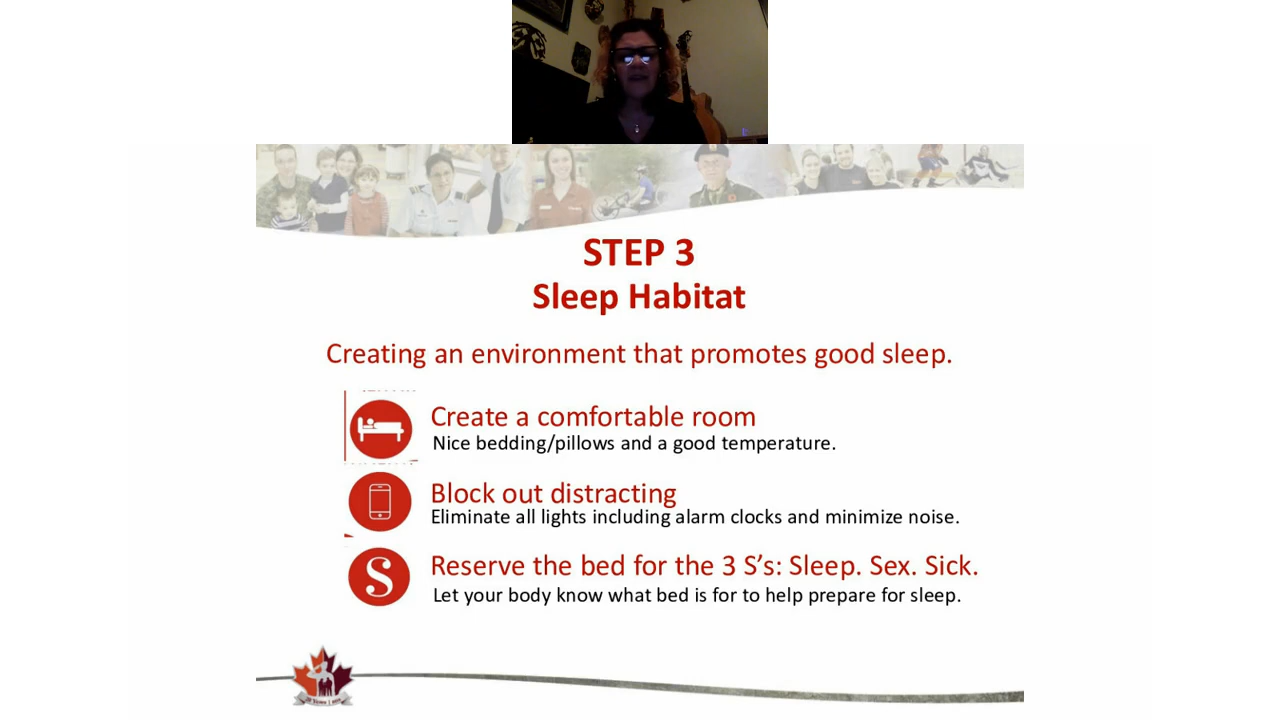 STEP 3
Sleep Habitat
Creating an environment that promotes good sleep.
Create a comfortable room
Nice bedding/pillows and a good temperature.
Block out distracting
Eliminate all lights including alarm clocks and minimize noise.
S
Reserve the bed for the 3 S's: Sleep. Sex. Sick.
Let your body know what bed is for to help prepare for sleep.